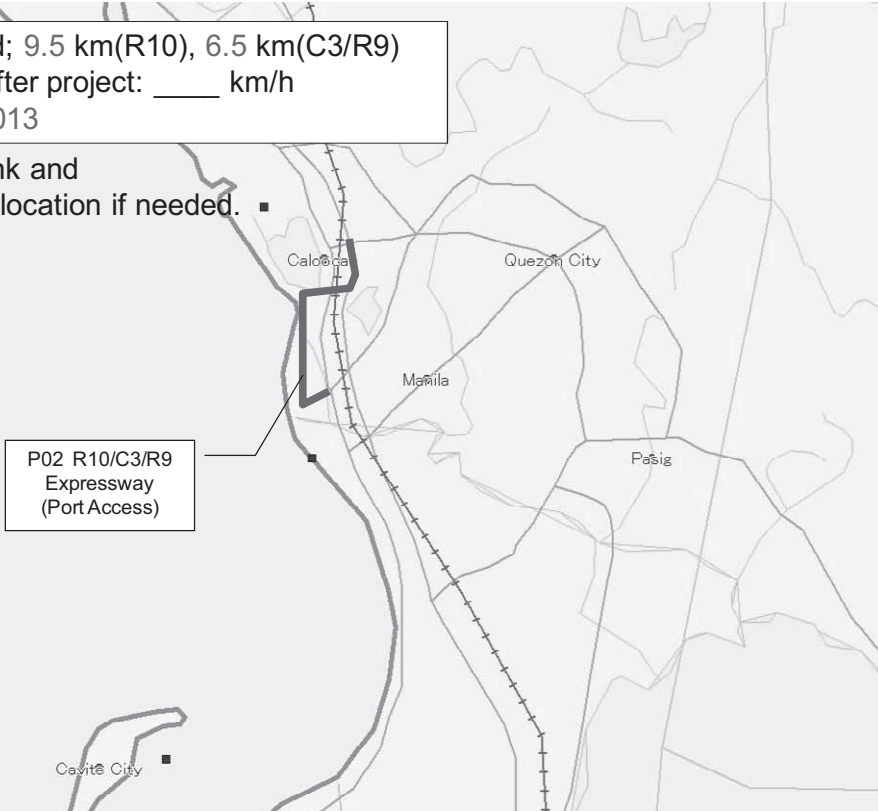 d; 9.5 km(R10), 6.5 km(C3/R9)
fter project: ____ km/h
013
nk and
location if needed.
Calooca
Quezon City
Manila
P02 R10/C3/R9
Expressway
(Port Access)
Pasig
Cavite City